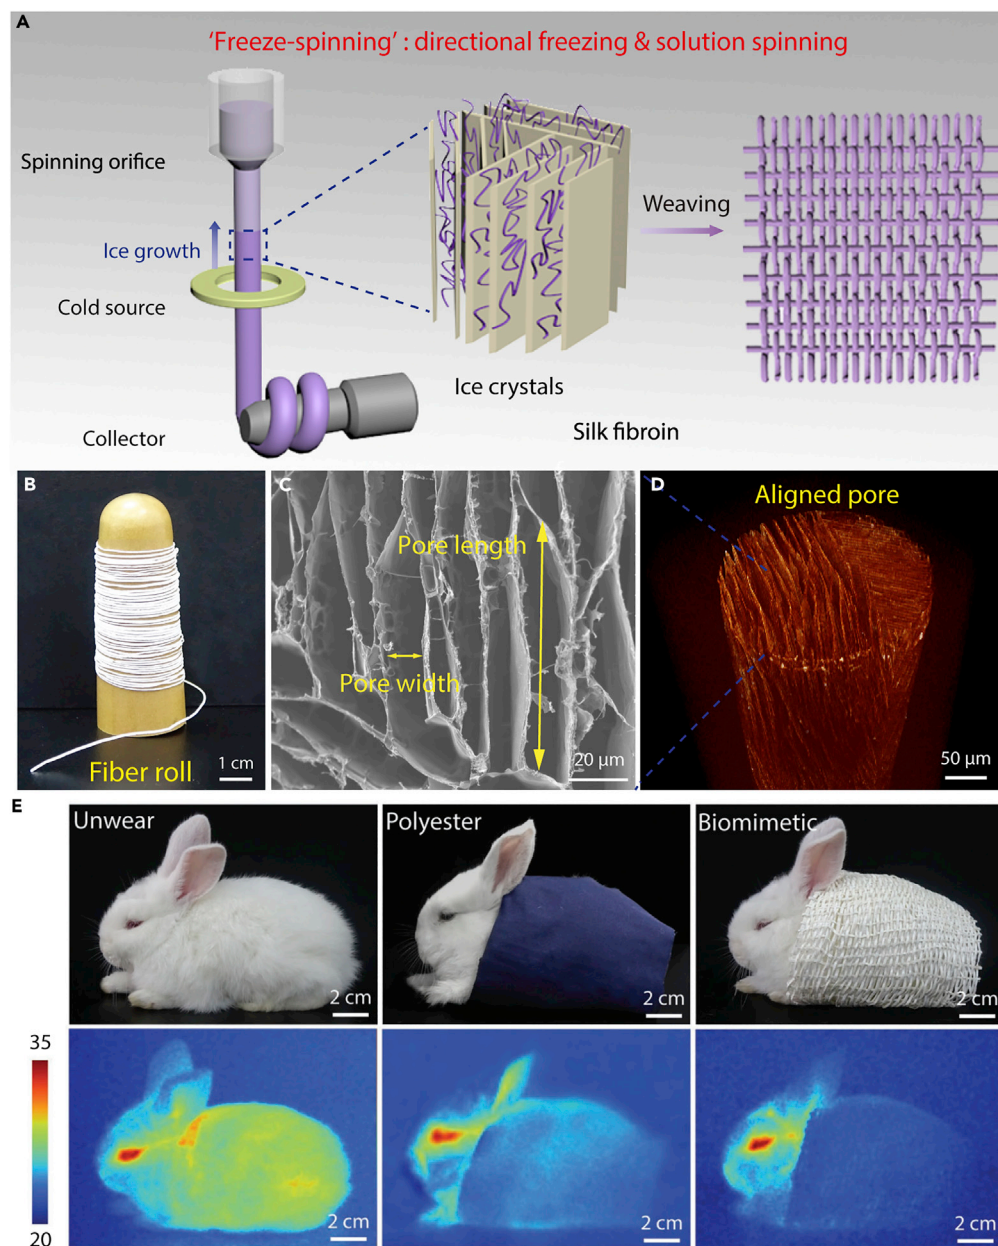 A
‘Freeze-spinning’ : directional freezing & solution spinning
Spinning orifice
Ice growth
Cold source
Collector
Ice crystals
Silk fibroin
Weaving
B
Fiber roll
1 cm
C
Pore length
Pore width
20 μm
D
Aligned pore
50 μm
E
Unwear
2 cm
Polyester
2 cm
Biomimetic
2 cm
35
20
2 cm
2 cm
2 cm